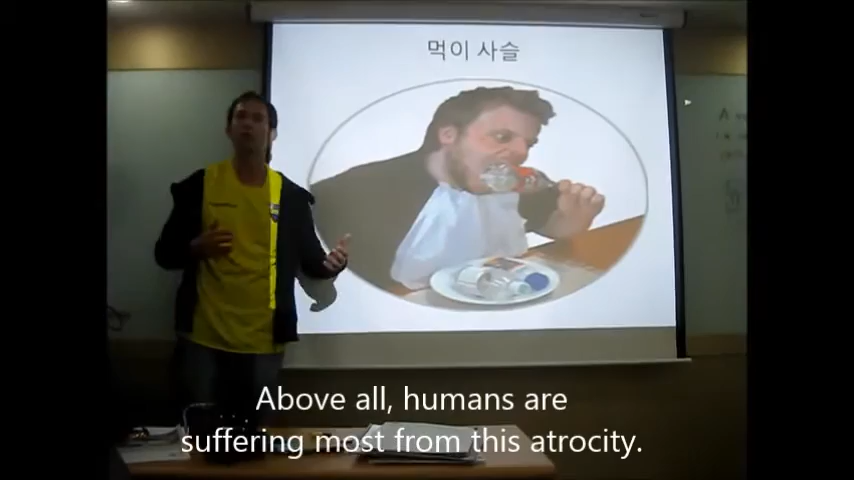 먹이 사슬
Above all, humans are
suffering most from this atrocity.